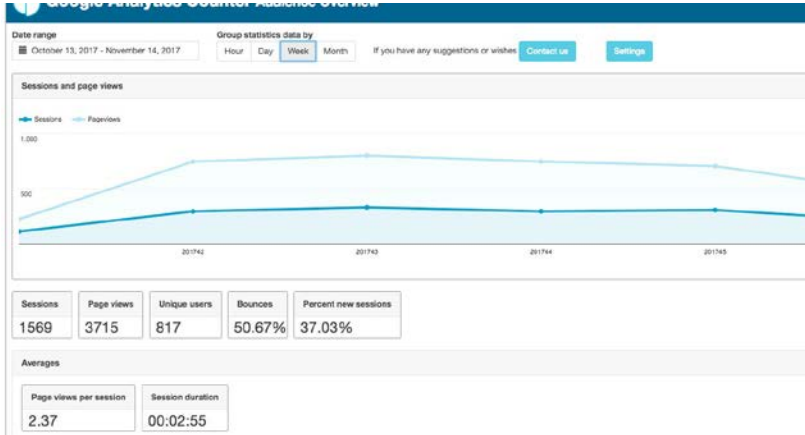 Google Analytics Counter Audience Overview
Date range
Group statistics data by
October 13, 2017 - November 14, 2017
Hour Day Week Month
If you have any suggestions or wishes
Contact us
Settings
Sessions and page views
Sessions Pageviews
1,000
500
201742 201743 201744 201745
Sessions Page views Unique users Bounces Percent new sessions
1569 3715 817 50.67% 37.03%
Averages
Page views per session Session duration
2.37 00:02:55